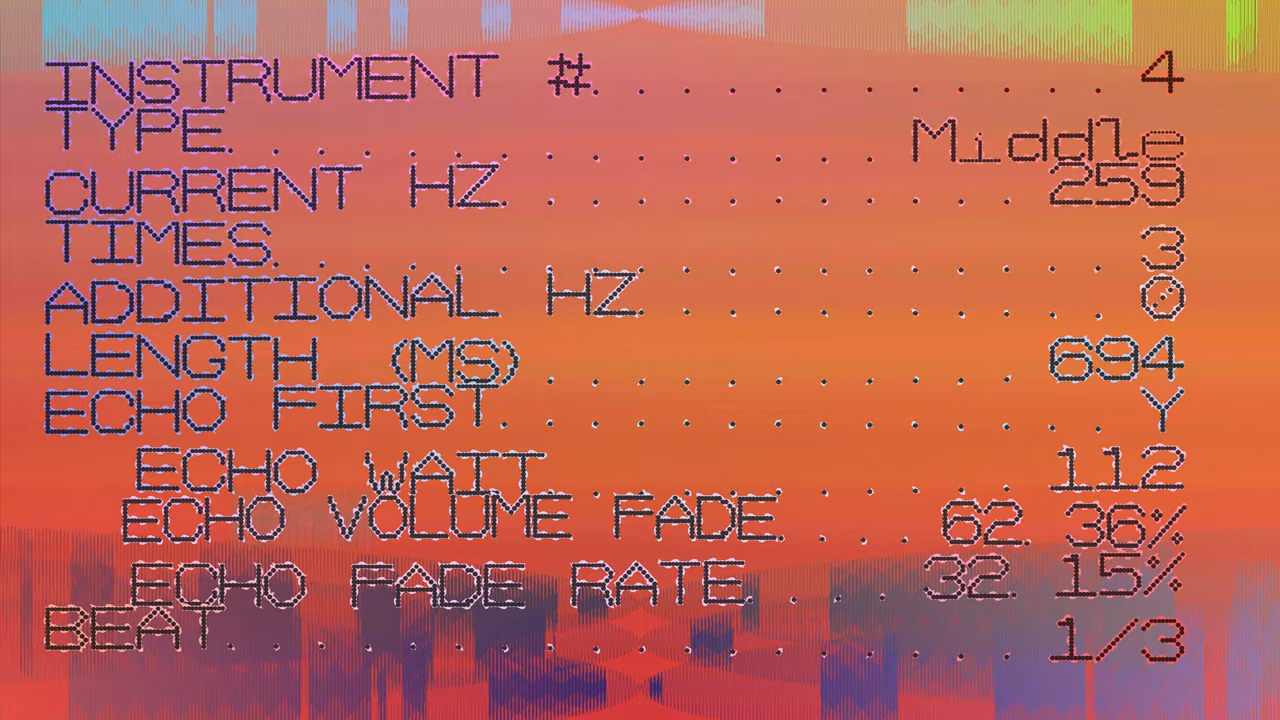 INSTRUMENT #. . . . . . . . . . . . 4
TYPE. . . . . . . . . . . . . . . Middle
CURRENT HZ. . . . . . . . . . . . 259
TIMES. . . . . . . . . . . . . . . . . . . 3
ADDITIONAL HZ. . . . . . . . . . . 0
LENGTH (MS) . . . . . . . . . . . 694
ECHO FIRST. . . . . . . . . . . . . . Y
ECHO WAIT. . . . . . . . . . 112
ECHO VOLUME FADE. . . . 62. 36%
ECHO FADE RATE. . . . 32. 15%
BEAT. . . . . . . . . . . . . . . . . . 1/3